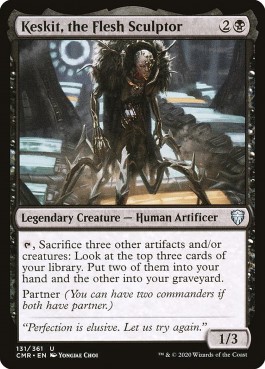 Keskit, the Flesh Sculptor 2
Legendary Creature — Human Artificer
, Sacrifice three other artifacts and/or
creatures: Look at the top three cards of
your library. Put two of them into your
hand and the other into your graveyard.
Partner (You can have two commanders if
both have partner.)
"Perfection is elusive. Let us try again."
1/3
131/361 U
CMR • EN Yongjae Choi
™ & © 2020 Wizards of the Coast